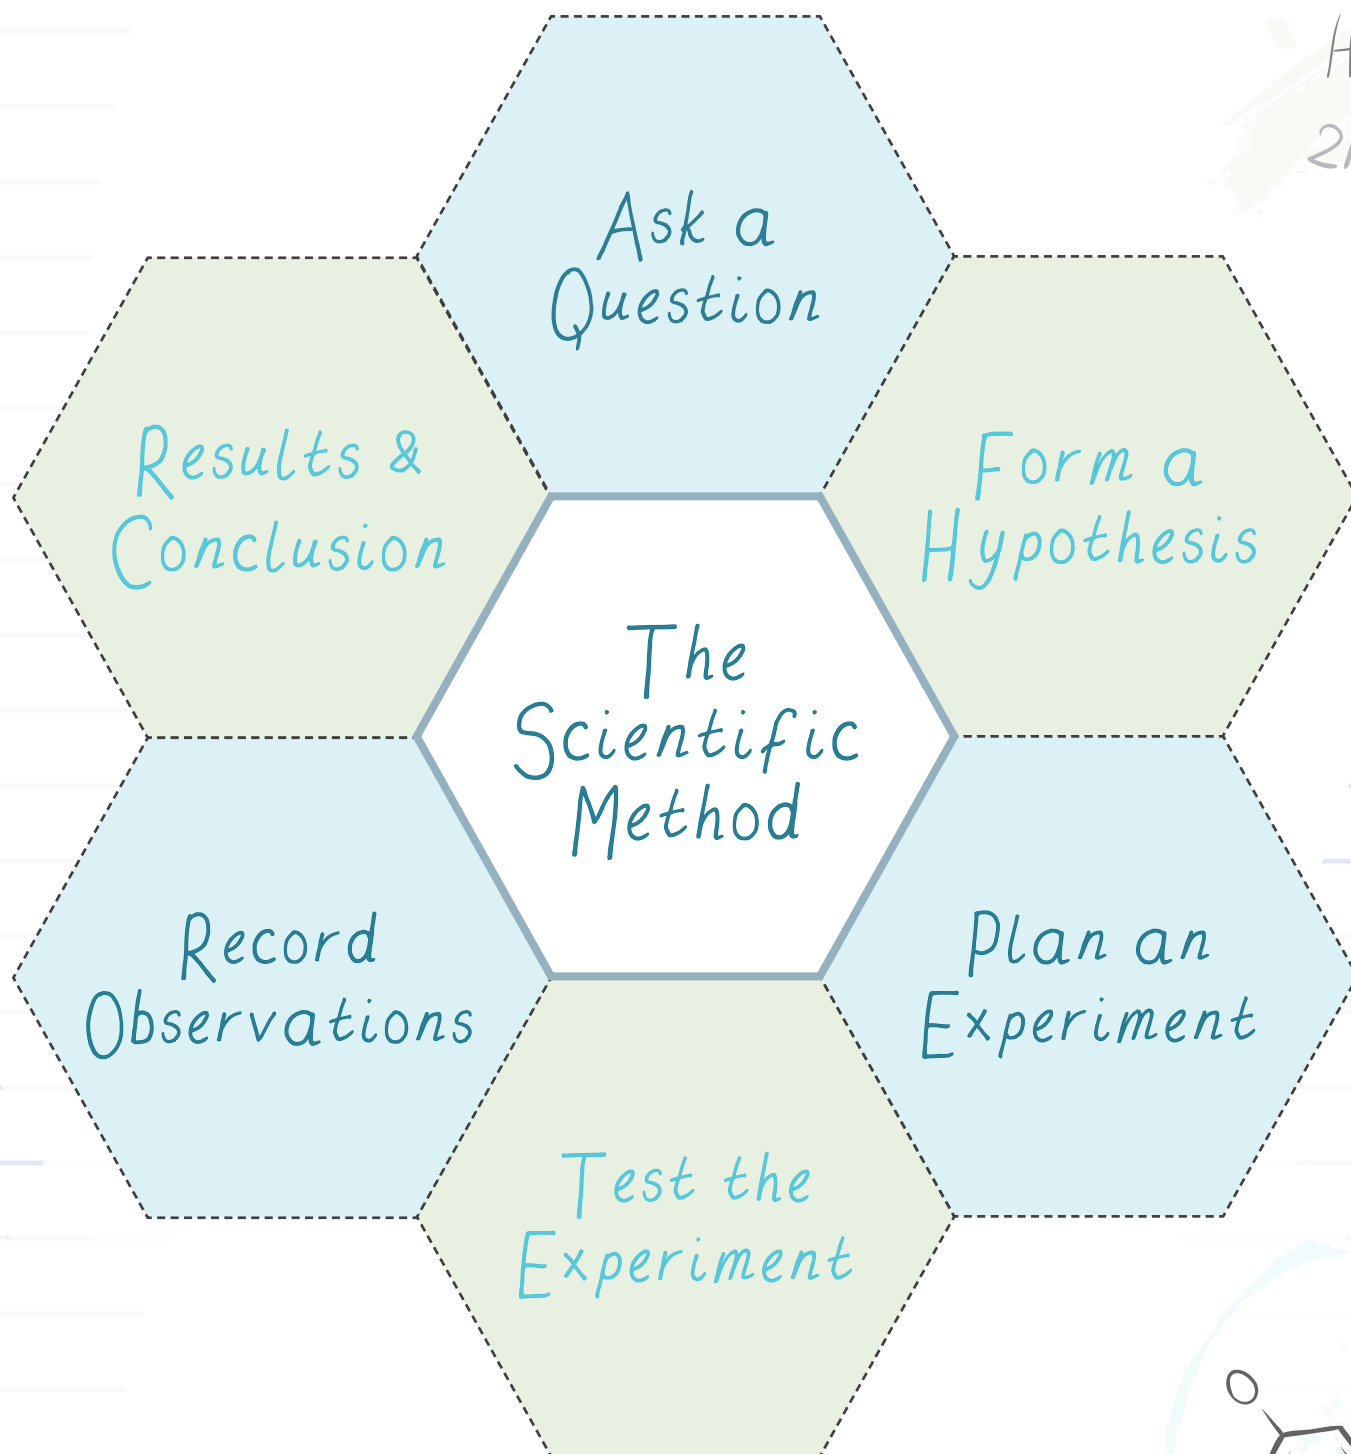 Ask a
Question
Form a
Hypothesis
Plan an
Experiment
Test the
Experiment
Record
Observations
Results &
Conclusion
The
Scientific
Method
O